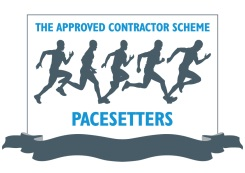 THE APPROVED CONTRACTOR SCHEME
PACESETTERS